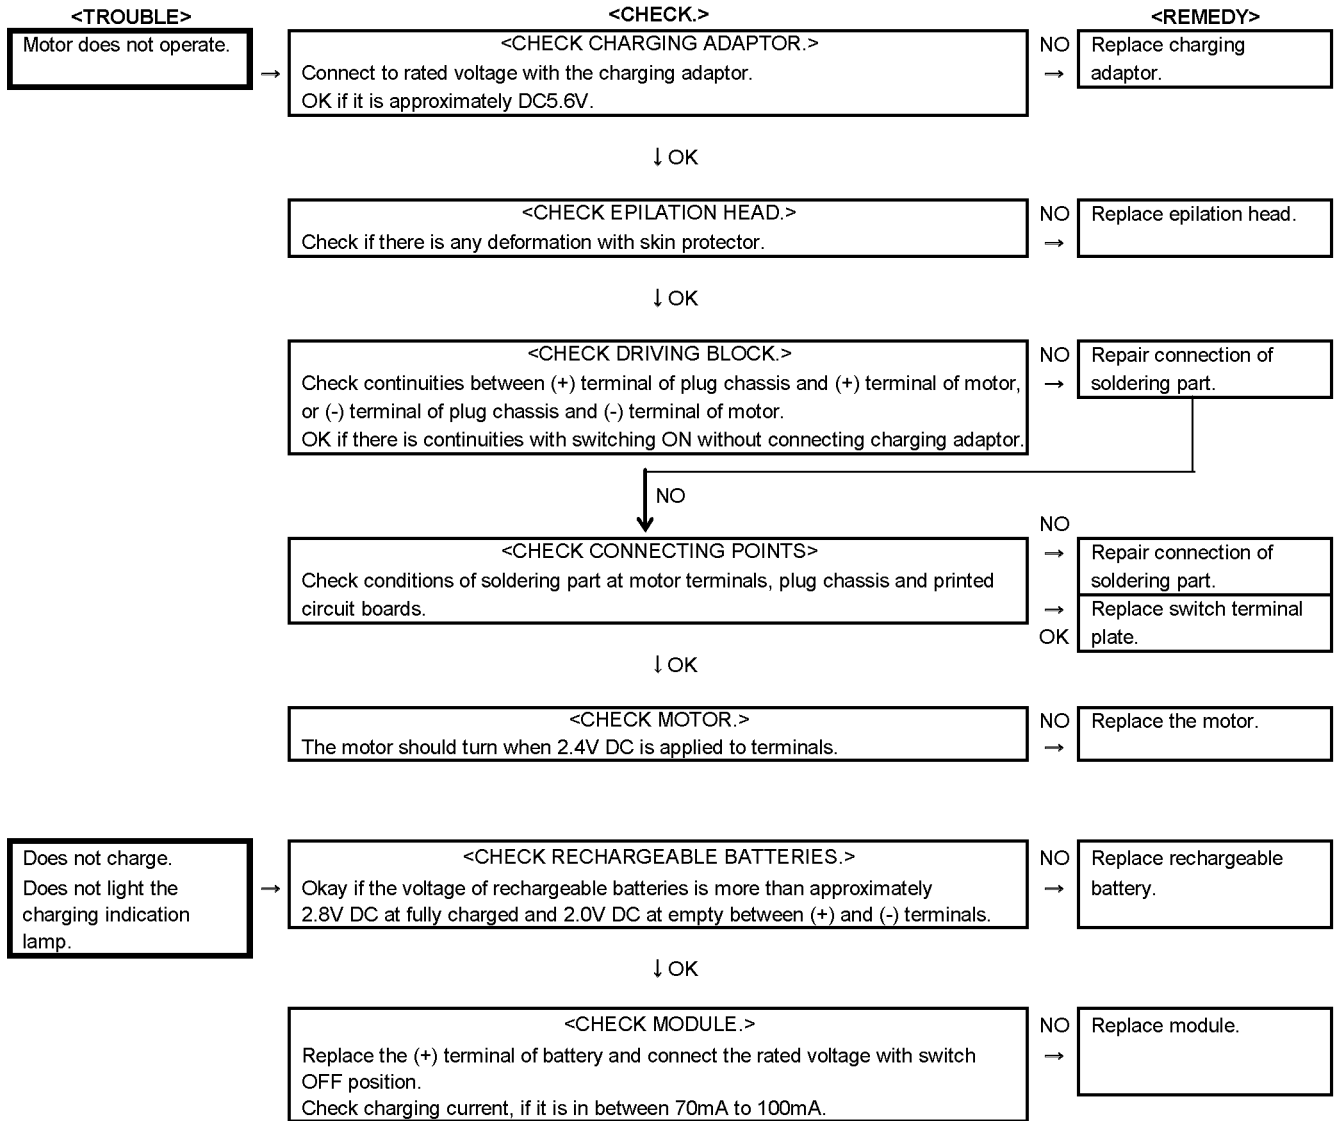 <TROUBLE>
<CHECK.>
<REMEDY>
Motor does not operate.
→
<CHECK CHARGING ADAPTOR.>
Connect to rated voltage with the charging adaptor.
OK if it is approximately DC5.6V.
NO
→
Replace charging
adaptor.
↓OK
<CHECK EPILATION HEAD.>
Check if there is any deformation with skin protector.
NO
→
Replace epilation head.
↓OK
<CHECK DRIVING BLOCK.>
Check continuities between (+) terminal of plug chassis and (+) terminal of motor,
or (-) terminal of plug chassis and (-) terminal of motor.
OK if there is continuities with switching ON without connecting charging adaptor.
NO
→
Repair connection of
soldering part.
NO
<CHECK CONNECTING POINTS>
Check conditions of soldering part at motor terminals, plug chassis and printed
circuit boards.
NO
→
Repair connection of
soldering part.
→
OK
Replace switch terminal
plate.
↓OK
<CHECK MOTOR.>
The motor should turn when 2.4V DC is applied to terminals.
NO
→
Replace the motor.
Does not charge.
Does not light the
charging indication
lamp.
→
<CHECK RECHARGEABLE BATTERIES.>
Okay if the voltage of rechargeable batteries is more than approximately
2.8V DC at fully charged and 2.0V DC at empty between (+) and (-) terminals.
NO
→
Replace rechargeable
battery.
↓OK
<CHECK MODULE.>
Replace the (+) terminal of battery and connect the rated voltage with switch
OFF position.
Check charging current, if it is in between 70mA to 100mA.
NO
→
Replace module.